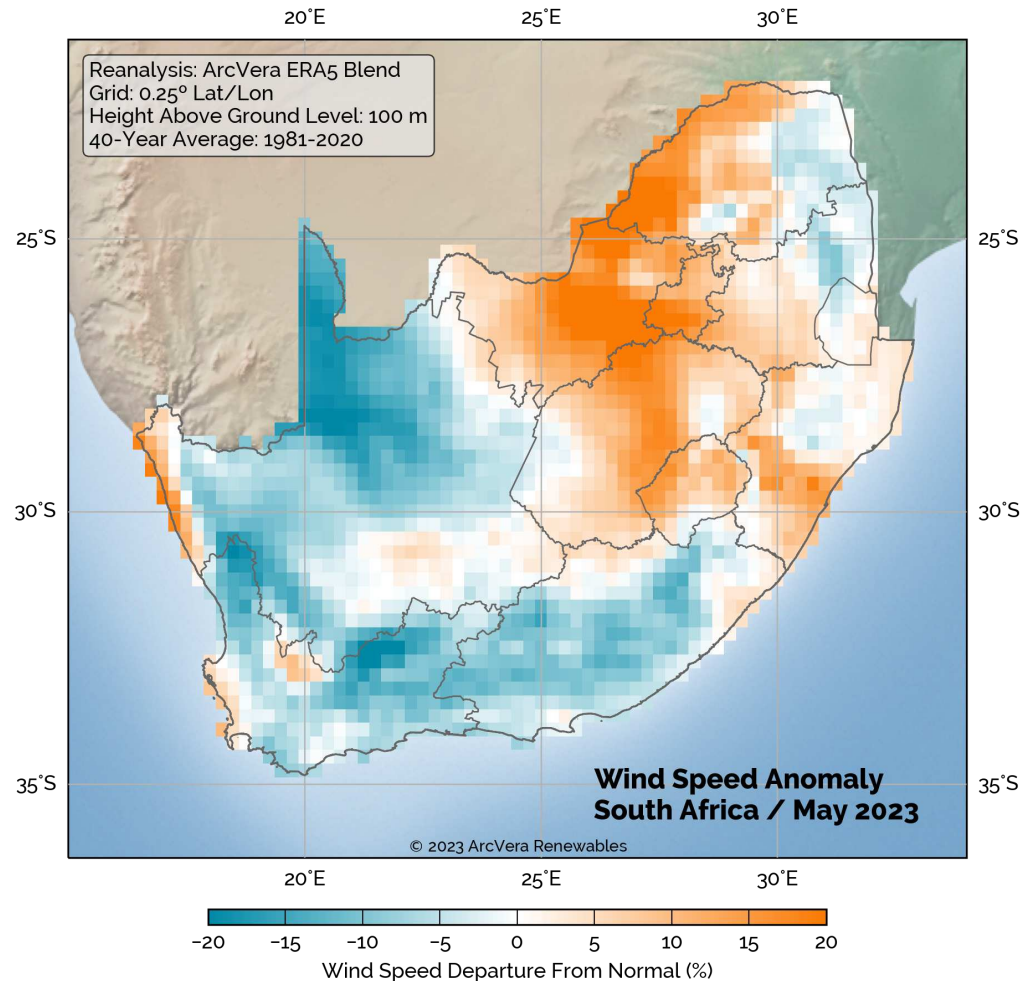 20°E 25°E 30°E
Reanalysis: ArcVera ERA5 Blend
Grid: 0.25º Lat/Lon
Height Above Ground Level: 100 m
40-Year Average: 1981-2020
25°S 25°S
30°S 30°S
35°S 35°S
Wind Speed Anomaly
South Africa / May 2023
© 2023 ArcVera Renewables
20°E 25°E 30°E
−20 −15 −10 −5 0 5 10 15 20
Wind Speed Departure From Normal (%)